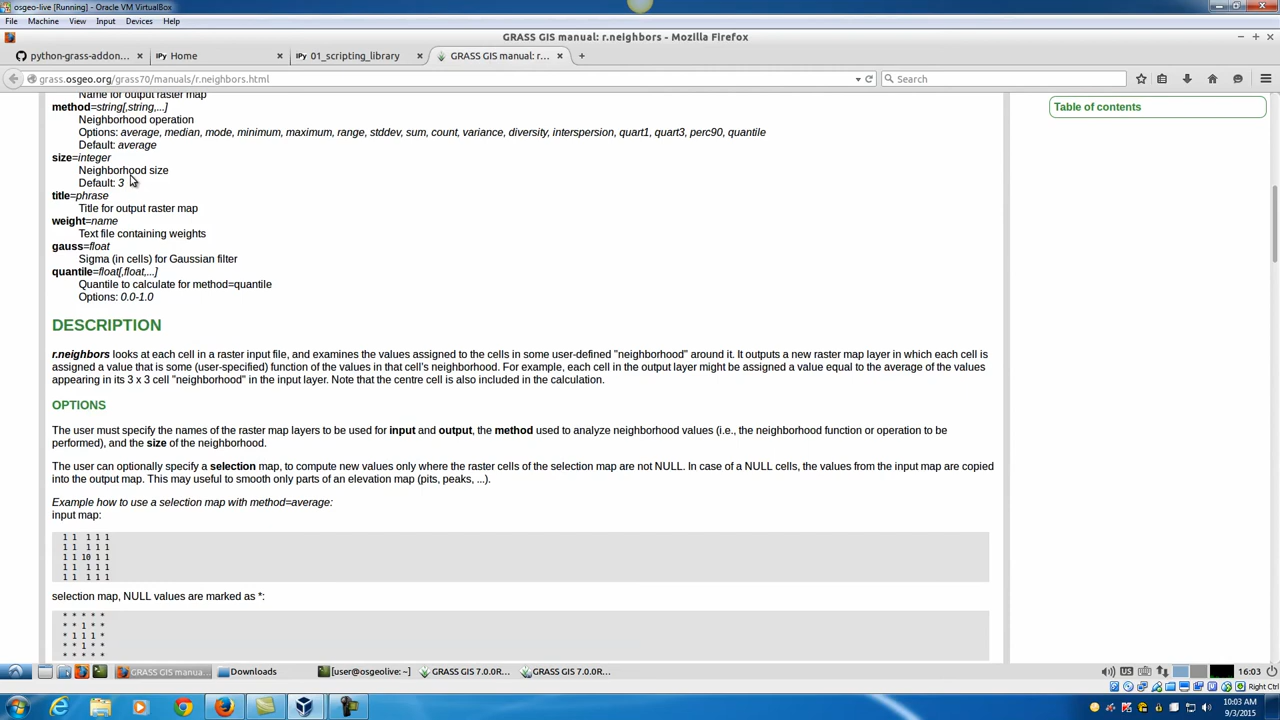 osgeo-live [Running] - Oracle VM VirtualBox
File Machine View Input Devices Help
GRASS GIS manual: r.neighbors - Mozilla Firefox
python-grass-addon... × IPy Home × IPy 01_scripting_library × GRASS GIS manual: r... × +
grass.osgeo.org/grass70/manuals/r.neighbors.html Search
Name for output raster map
method=string[,string,...]
Neighborhood operation
Options: average, median, mode, minimum, maximum, range, stddev, sum, count, variance, diversity, interspersion, quart1, quart3, perc90, quantile
Default: average
size=integer
Neighborhood size
Default: 3
title=phrase
Title for output raster map
weight=name
Text file containing weights
gauss=float
Sigma (in cells) for Gaussian filter
quantile=float[,float,...]
Quantile to calculate for method=quantile
Options: 0.0-1.0
Table of contents
DESCRIPTION
r.neighbors looks at each cell in a raster input file, and examines the values assigned to the cells in some user-defined "neighborhood" around it. It outputs a new raster map layer in which each cell is
assigned a value that is some (user-specified) function of the values in that cell's neighborhood. For example, each cell in the output layer might be assigned a value equal to the average of the values
appearing in its 3 x 3 cell "neighborhood" in the input layer. Note that the centre cell is also included in the calculation.
OPTIONS
The user must specify the names of the raster map layers to be used for input and output, the method used to analyze neighborhood values (i.e., the neighborhood function or operation to be
performed), and the size of the neighborhood.
The user can optionally specify a selection map, to compute new values only where the raster cells of the selection map are not NULL. In case of a NULL cells, the values from the input map are copied
into the output map. This may useful to smooth only parts of an elevation map (pits, peaks, ...).
Example how to use a selection map with method=average:
input map:
1 1 1 1 1
1 1 1 1 1
1 1 10 1 1
1 1 1 1 1
1 1 1 1 1
selection map, NULL values are marked as *:
* * * * *
* * 1 * *
* 1 1 1 *
* * 1 * *
* * * * *
GRASS GIS manua... Downloads [user@osgeolive: ~] GRASS GIS 7.0.0R... GRASS GIS 7.0.0R... US 16:03
Right Ctrl
10:03 AM
9/3/2015